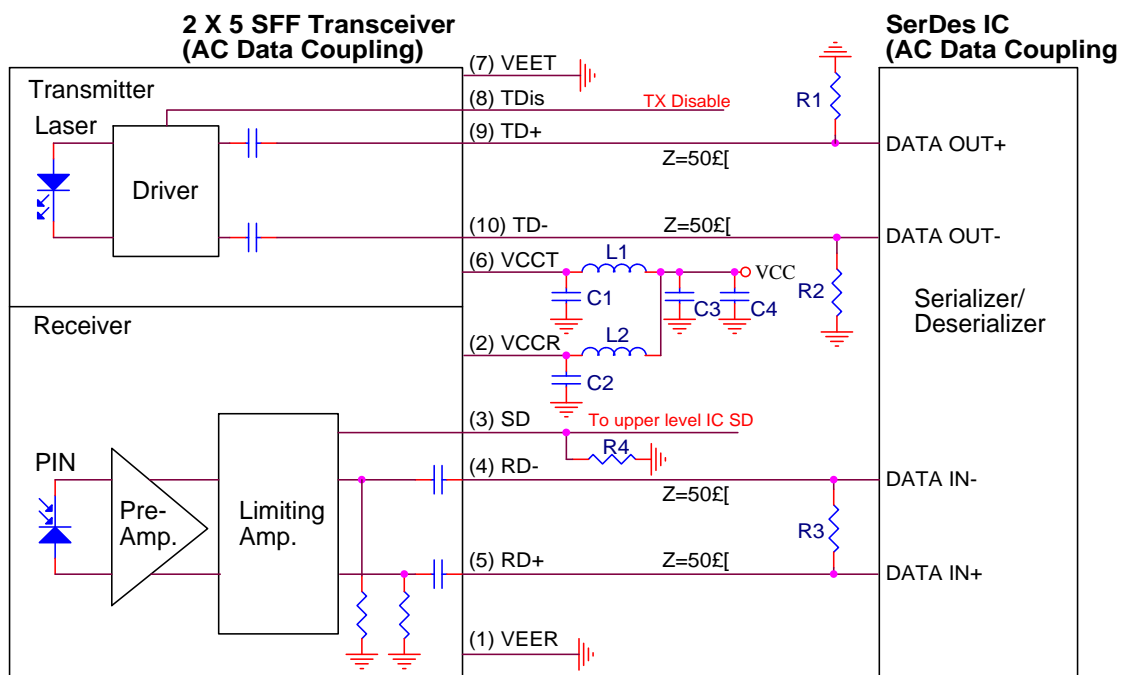 2 X 5 SFF Transceiver
(AC Data Coupling)
SerDes IC
(AC Data Coupling
(7) VEET
Transmitter
(8) TDis
TX Disable
R1
Laser
(9) TD+
DATA OUT+
Z=50£[
Driver
(10) TD-
Z=50£[
DATA OUT-
(6) VCCT
L1
VCC
C1
C3
C4
R2
Serializer/
Deserializer
Receiver
(2) VCCR
L2
C2
(3) SD
To upper level IC SD
R4
PIN
(4) RD-
DATA IN-
Z=50£[
Pre-
Amp.
Limiting
Amp.
R3
(5) RD+
Z=50£[
DATA IN+
(1) VEER